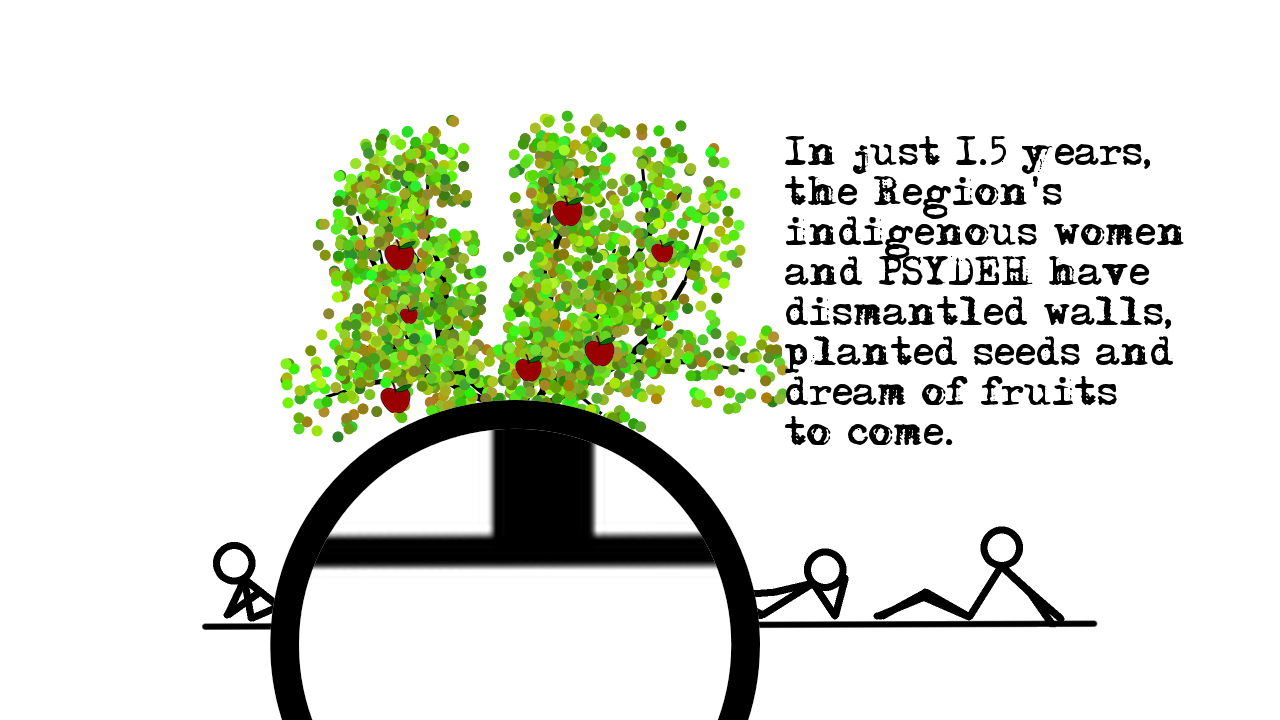 In just 1.5 years,
the Region's
indigenous women
and PSYDEH have
dismantled walls,
planted seeds and
dream of fruits
to come.